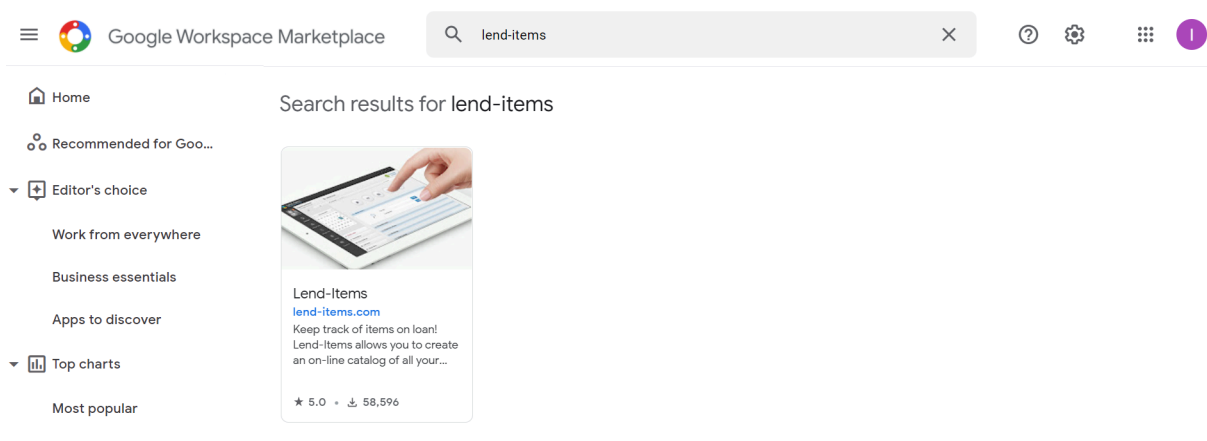 Google Workspace Marketplace
lend-items
I
Home
Recommended for Goo...
Editor's choice
Work from everywhere
Business essentials
Apps to discover
Top charts
Most popular
Search results for lend-items
Lend-Items
lend-items.com
Keep track of items on loan!
Lend-Items allows you to create
an on-line catalog of all your...
5.0 • 58,596